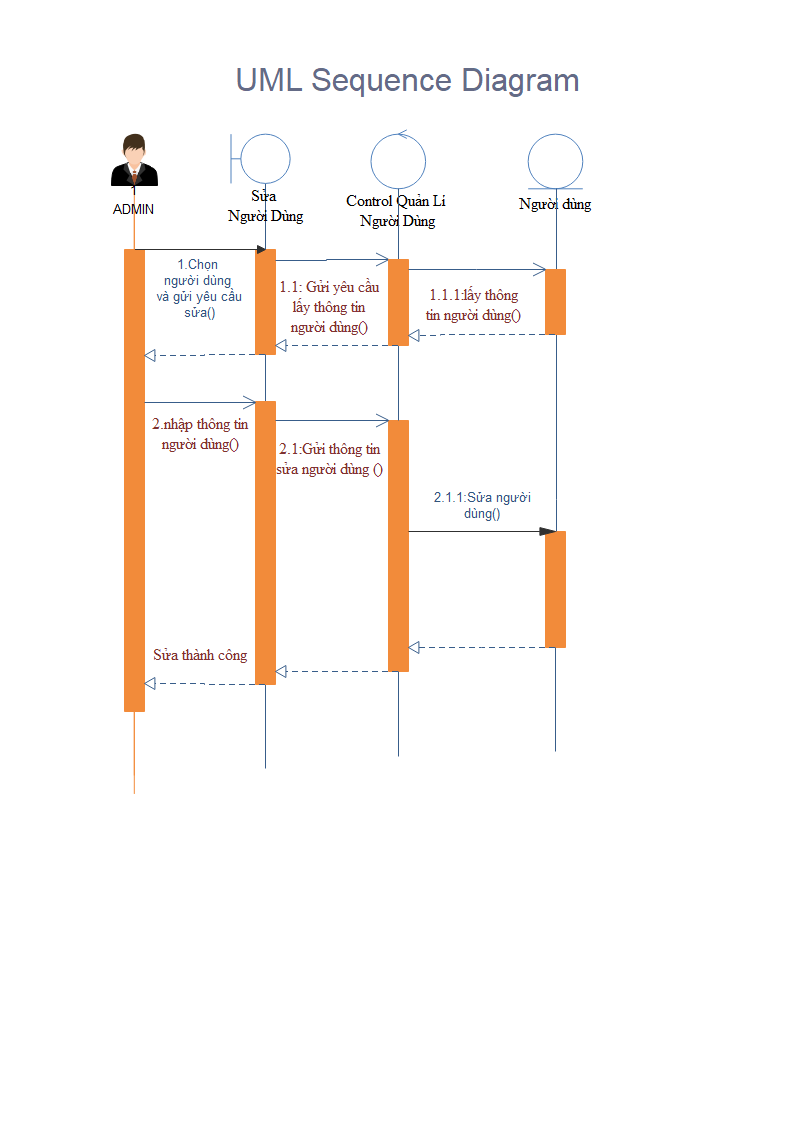 UML Sequence Diagram
1
ADMIN
Sửa
Người Dùng
Control Quản Lí
Người Dùng
Người dùng
1.Chọn
người dùng
và gửi yêu cầu
sửa()
1.1: Gửi yêu cầu
lấy thông tin
người dùng()
1.1.1:lấy thông
tin người dùng()
2.nhập thông tin
người dùng()
2.1:Gửi thông tin
sửa người dùng ()
2.1.1:Sửa người
dùng()
Sửa thành công